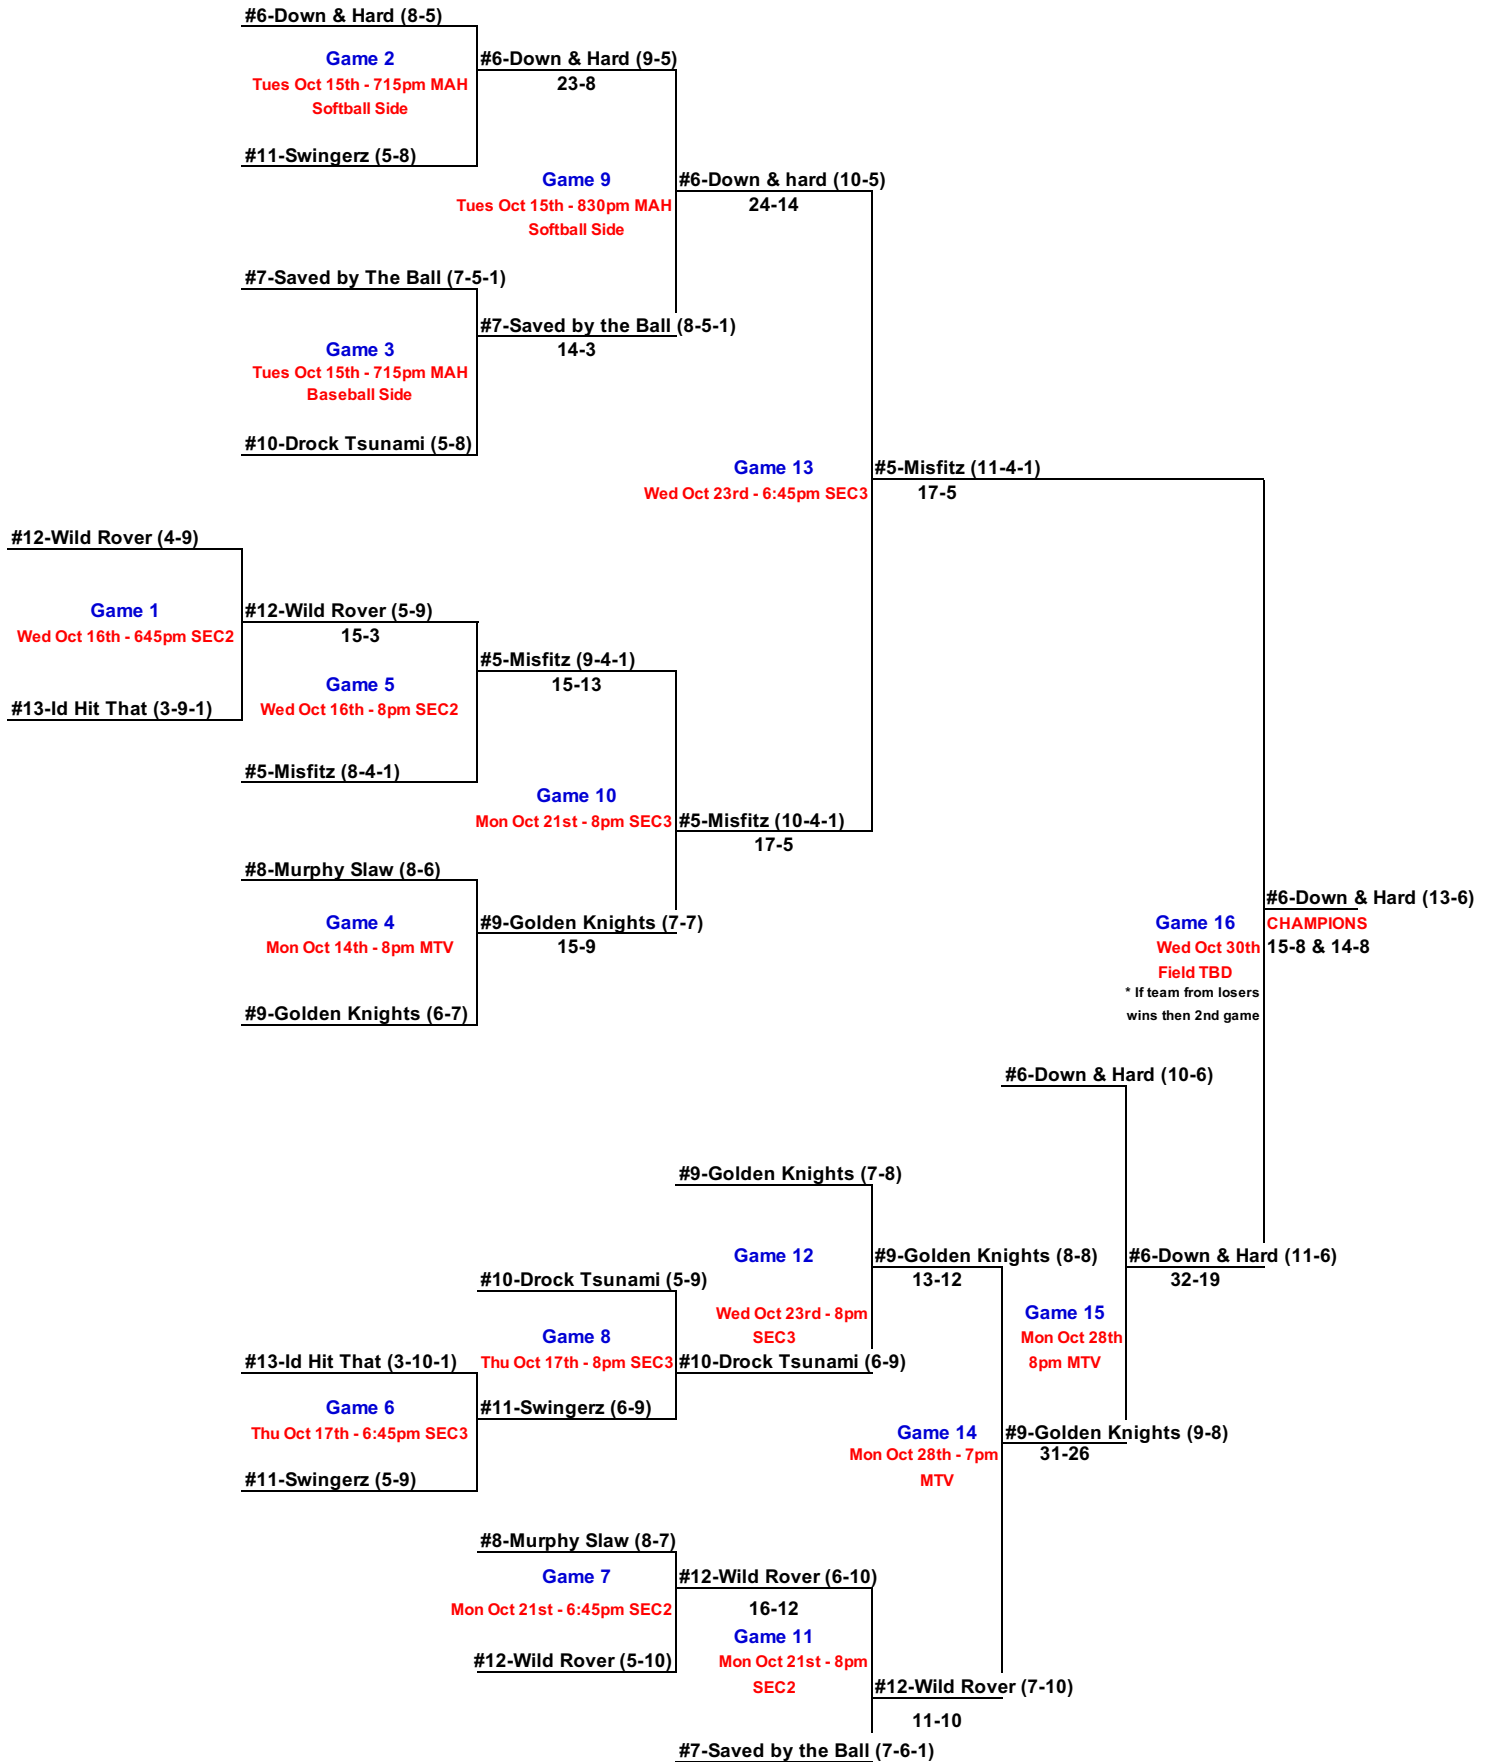 #6-Down & Hard (8-5)
Game 2
Tues Oct 15th - 715pm MAH
Softball Side
#6-Down & Hard (9-5)
23-8
#11-Swingerz (5-8)
Game 9
Tues Oct 15th - 830pm MAH
Softball Side
#6-Down & hard (10-5)
24-14
#7-Saved by The Ball (7-5-1)
Game 3
Tues Oct 15th - 715pm MAH
Baseball Side
#7-Saved by the Ball (8-5-1)
14-3
#10-Drock Tsunami (5-8)
Game 13
Wed Oct 23rd - 6:45pm SEC3
#5-Misfitz (11-4-1)
17-5
#12-Wild Rover (4-9)
Game 1
Wed Oct 16th - 645pm SEC2
#12-Wild Rover (5-9)
15-3
#13-Id Hit That (3-9-1)
Game 5
Wed Oct 16th - 8pm SEC2
#5-Misfitz (9-4-1)
15-13
#5-Misfitz (8-4-1)
Game 10
Mon Oct 21st - 8pm SEC3
#5-Misfitz (10-4-1)
17-5
#8-Murphy Slaw (8-6)
Game 4
Mon Oct 14th - 8pm MTV
#9-Golden Knights (7-7)
15-9
#9-Golden Knights (6-7)
Game 16
Wed Oct 30th
Field TBD
* If team from losers
wins then 2nd game
#6-Down & Hard (13-6)
CHAMPIONS
15-8 & 14-8
#6-Down & Hard (10-6)
#9-Golden Knights (7-8)
Game 12
Wed Oct 23rd - 8pm
SEC3
#9-Golden Knights (8-8)
13-12
#6-Down & Hard (11-6)
32-19
#10-Drock Tsunami (5-9)
Game 8
Thu Oct 17th - 8pm SEC3
#10-Drock Tsunami (6-9)
Game 15
Mon Oct 28th
8pm MTV
#13-Id Hit That (3-10-1)
Game 6
Thu Oct 17th - 6:45pm SEC3
#11-Swingerz (6-9)
#11-Swingerz (5-9)
Game 14
Mon Oct 28th - 7pm
MTV
#9-Golden Knights (9-8)
31-26
#8-Murphy Slaw (8-7)
Game 7
Mon Oct 21st - 6:45pm SEC2
#12-Wild Rover (6-10)
16-12
#12-Wild Rover (5-10)
Game 11
Mon Oct 21st - 8pm
SEC2
#12-Wild Rover (7-10)
11-10
#7-Saved by the Ball (7-6-1)